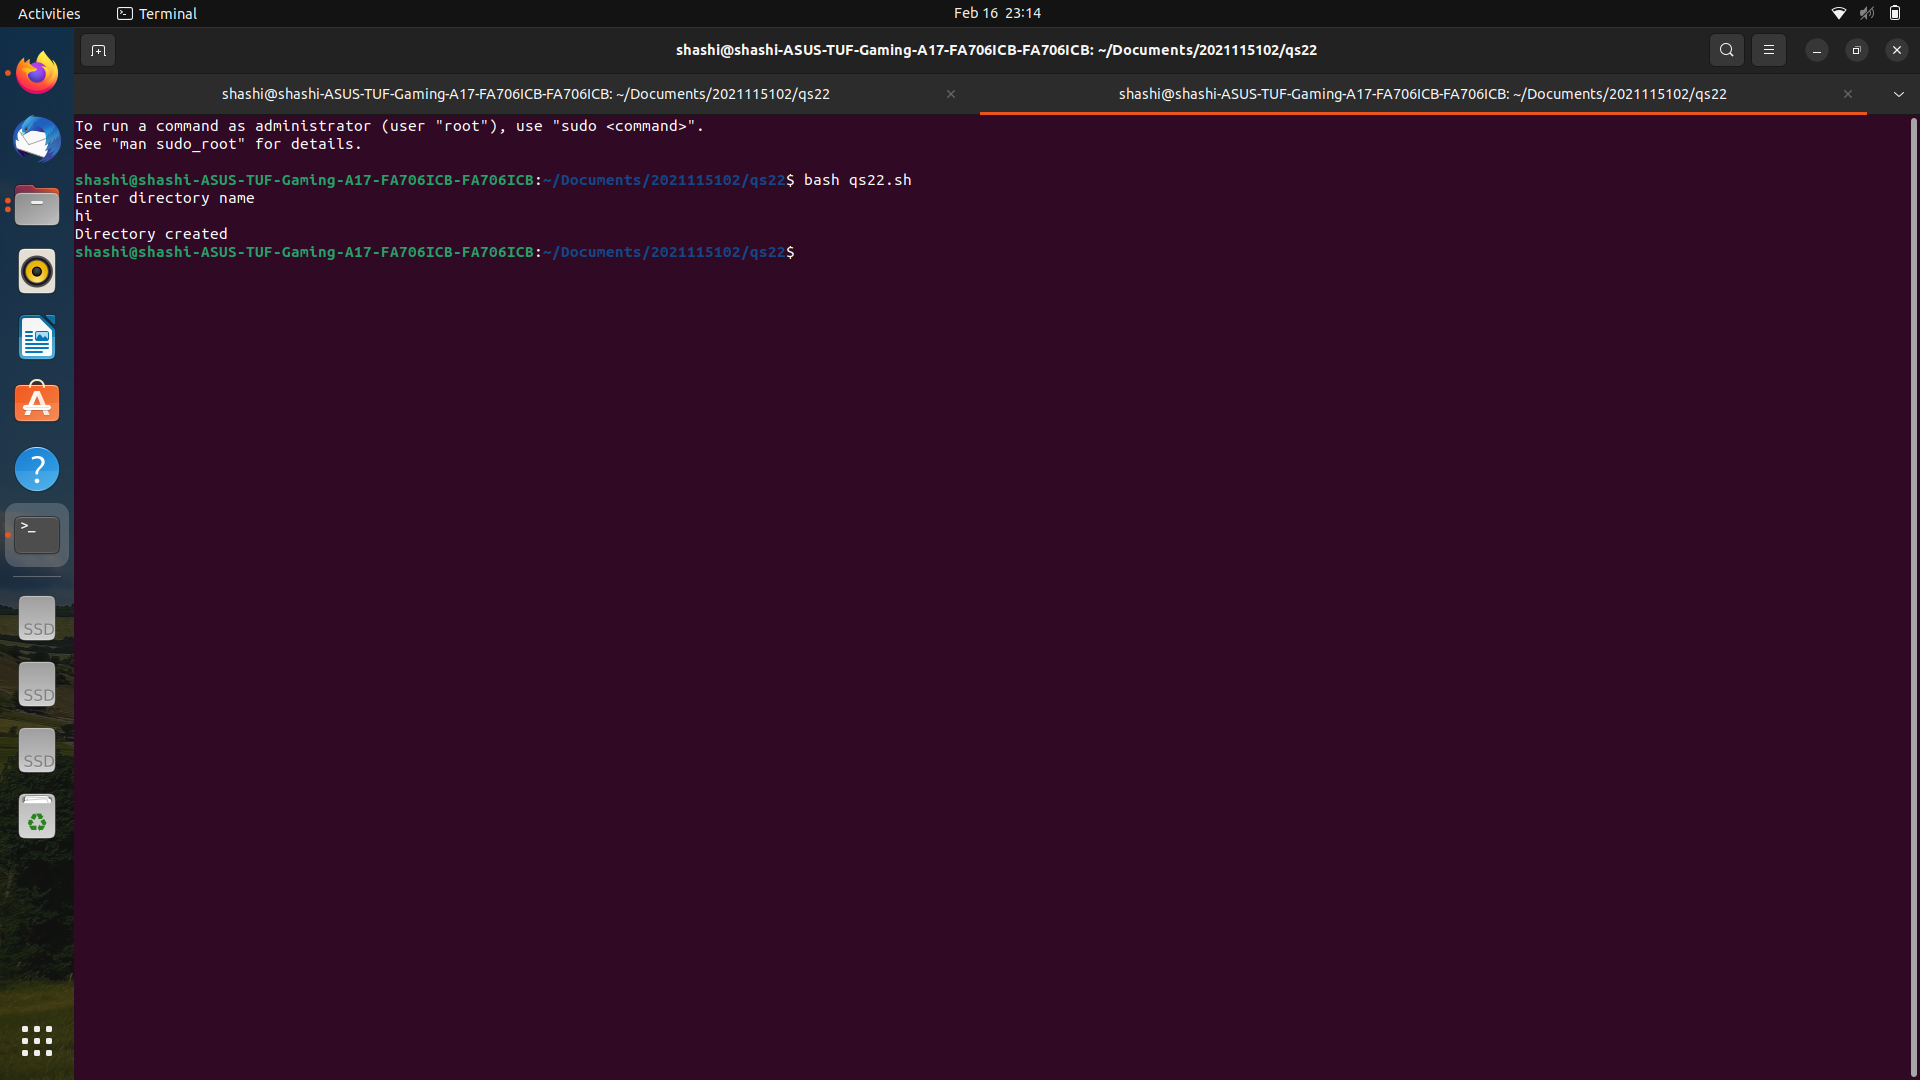 Activities Terminal Feb 16 23:14
shashi@shashi-ASUS-TUF-Gaming-A17-FA706ICB-FA706ICB: ~/Documents/2021115102/qs22
shashi@shashi-ASUS-TUF-Gaming-A17-FA706ICB-FA706ICB: ~/Documents/2021115102/qs22 shashi@shashi-ASUS-TUF-Gaming-A17-FA706ICB-FA706ICB: ~/Documents/2021115102/qs22
To run a command as administrator (user "root"), use "sudo <command>".
See "man sudo_root" for details.
shashi@shashi-ASUS-TUF-Gaming-A17-FA706ICB-FA706ICB:~/Documents/2021115102/qs22$ bash qs22.sh
Enter directory name
hi
Directory created
shashi@shashi-ASUS-TUF-Gaming-A17-FA706ICB-FA706ICB:~/Documents/2021115102/qs22$
SSD
SSD
SSD